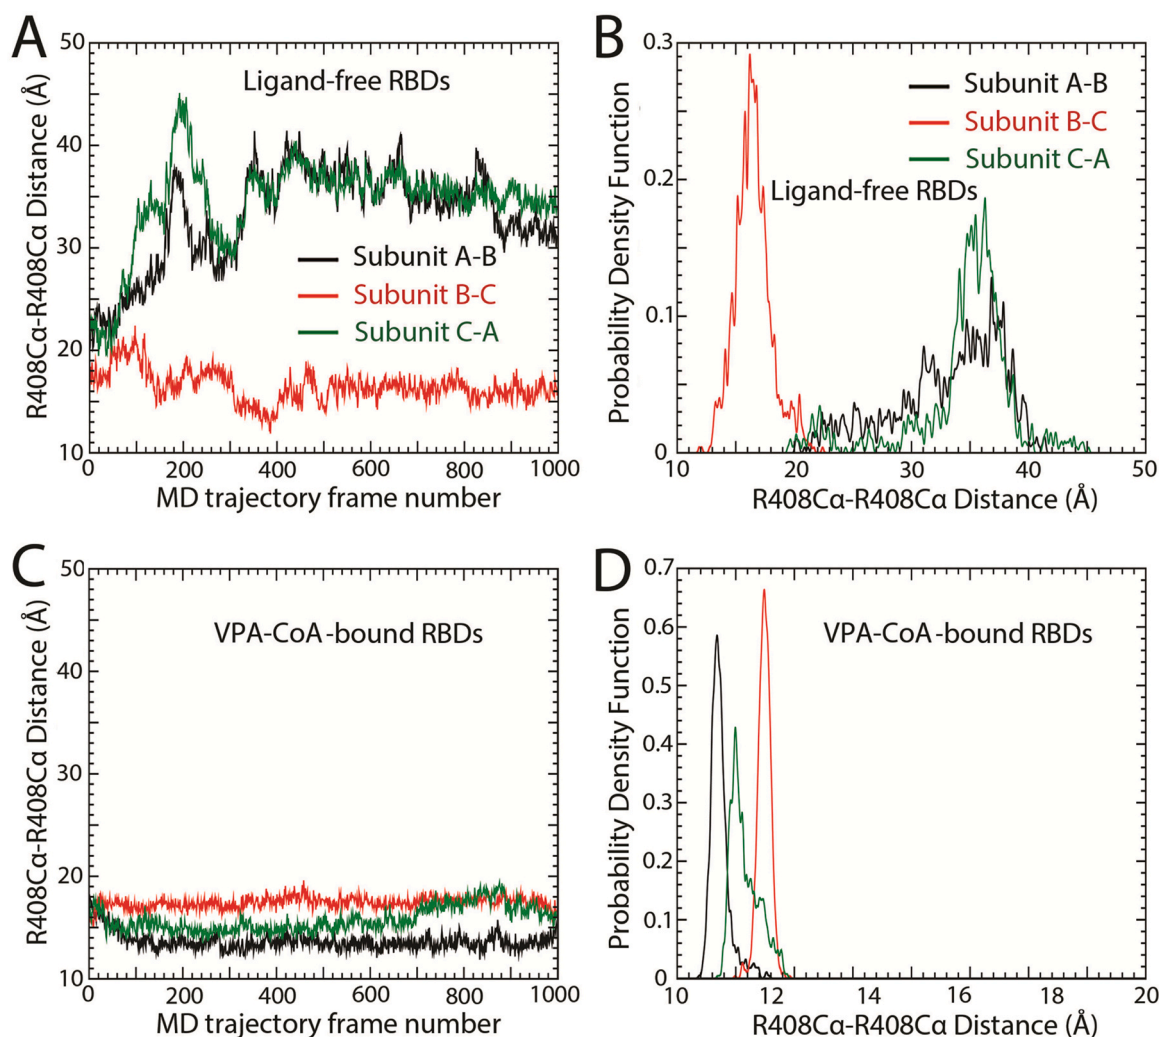 A
R408Cα-R408Cα Distance (Å)
50
40
30
20
10
Ligand-free RBDs
Subunit A-B
Subunit B-C
Subunit C-A
0
200
400
600
800
1000
MD trajectory frame number
B
Probability Density Function
0.3
0.2
0.1
0
Subunit A-B
Subunit B-C
Subunit C-A
Ligand-free RBDs
10
20
30
40
50
R408Cα-R408Cα Distance (Å)
C
R408Cα-R408Cα Distance (Å)
50
40
30
20
10
VPA-CoA-bound RBDs
0
200
400
600
800
1000
MD trajectory frame number
D
Probability Density Function
0.7
0.6
0.5
0.4
0.3
0.2
0.1
0
VPA-CoA-bound RBDs
10
12
14
16
18
20
R408Cα-R408Cα Distance (Å)